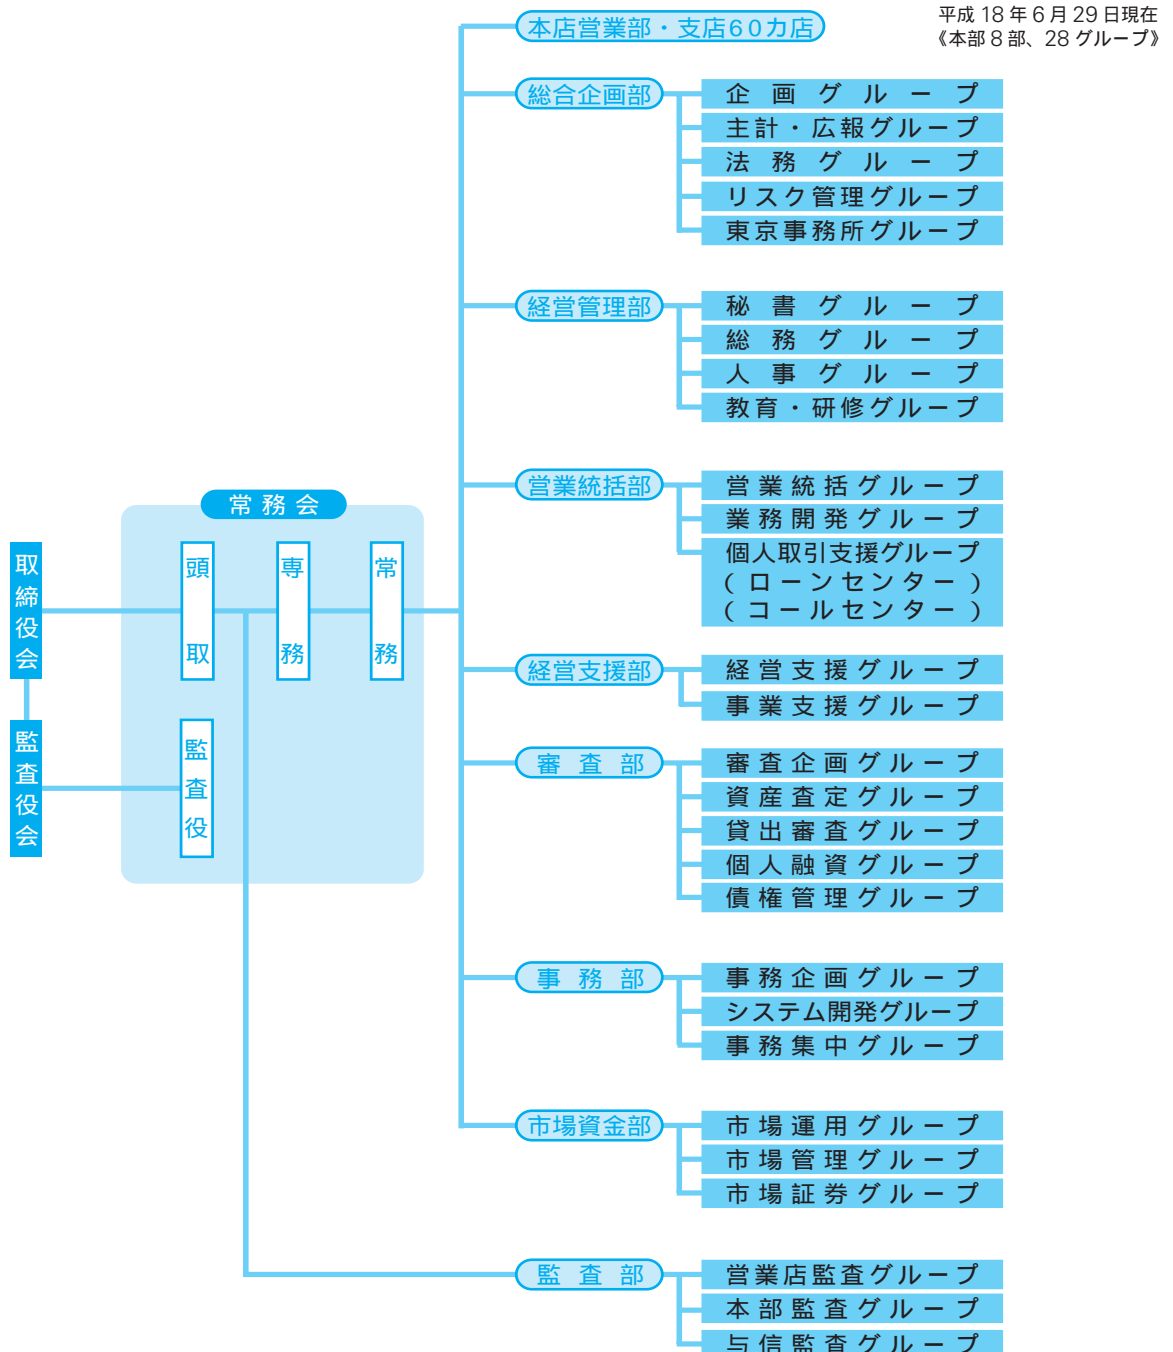 平成18年6月29日現在
《本部8部、28グループ》
本店営業部・支店60カ店
総合企画部
企画グループ
主計・広報グループ
法務グループ
リスク管理グループ
東京事務所グループ
経営管理部
秘書グループ
総務グループ
人事グループ
教育・研修グループ
営業統括部
営業統括グループ
業務開発グループ
個人取引支援グループ
(ローンセンター)
(コールセンター)
常務会
取締役会
頭取
専務
常務
監査役会
監査役
経営支援部
経営支援グループ
事業支援グループ
審査部
審査企画グループ
資産査定グループ
貸出審査グループ
個人融資グループ
債権管理グループ
事務部
事務企画グループ
システム開発グループ
事務集中グループ
市場資金部
市場運用グループ
市場管理グループ
市場証券グループ
監査部
営業店監査グループ
本部監査グループ
与信監査グループ